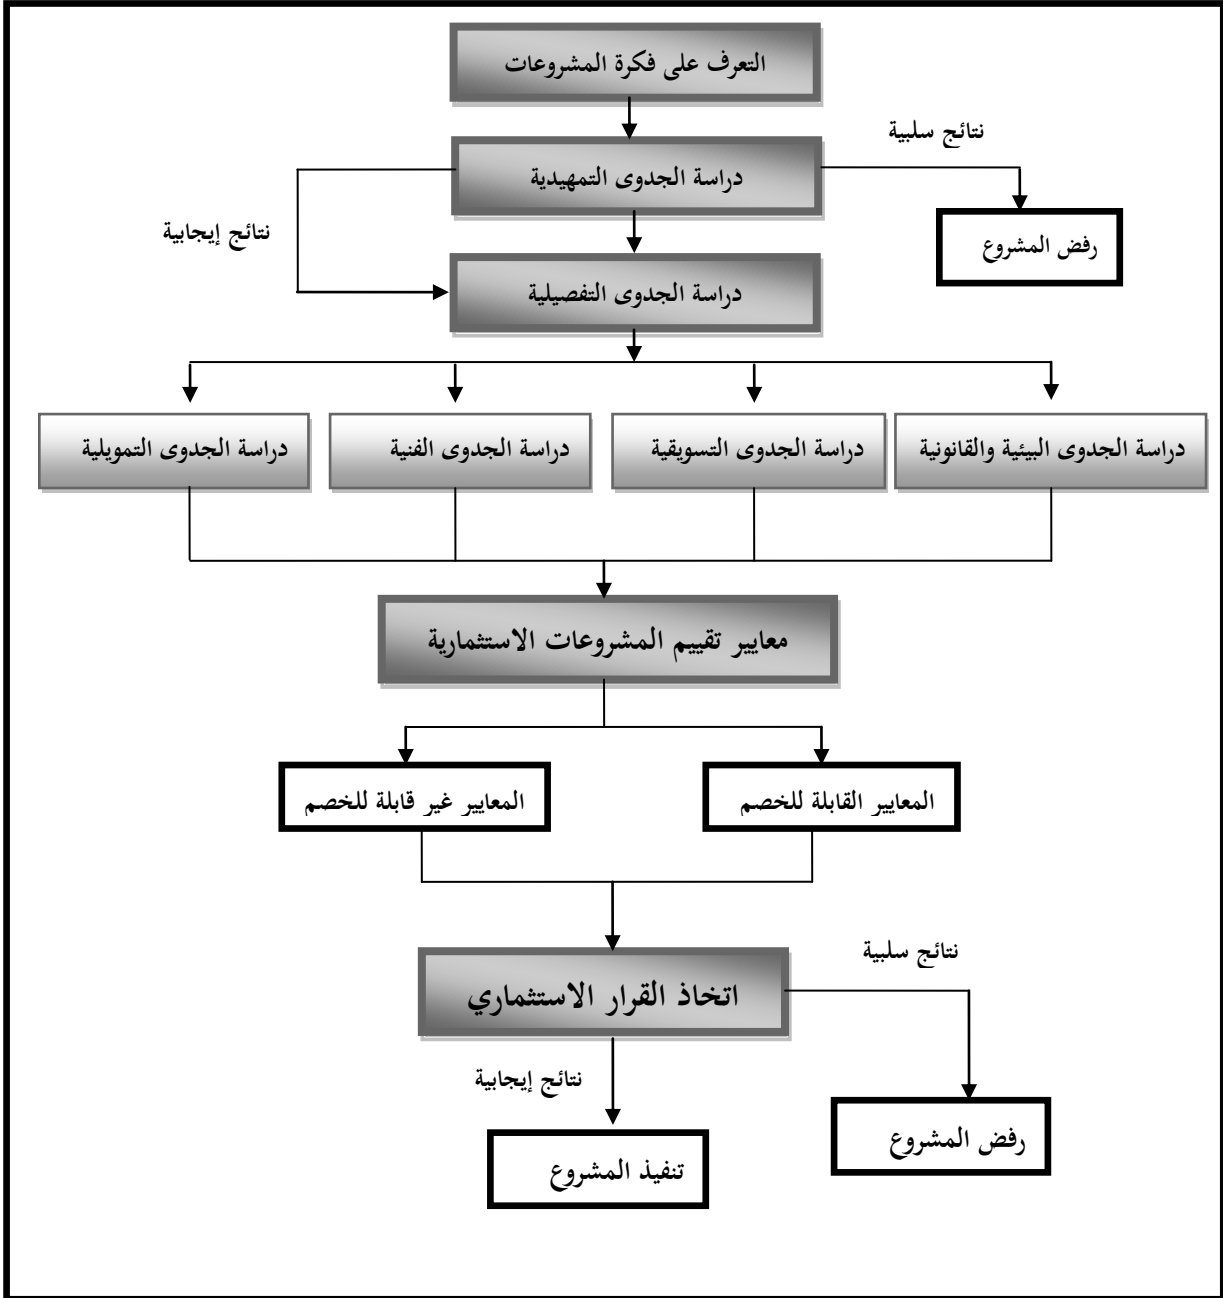 التعرف على فكرة المشروعات
نتائج سلبية
دراسة الجدوى التمهيدية
نتائج إيجابية
رفض المشروع
دراسة الجدوى التفصيلية
دراسة الجدوى البيئية والقانونية
دراسة الجدوى التسويقية
دراسة الجدوى الفنية
دراسة الجدوى التمويلية
معايير تقييم المشروعات الاستثمارية
المعايير القابلة للخصم
المعايير غير قابلة للخصم
نتائج سلبية
اتخاذ القرار الاستثماري
نتائج إيجابية
رفض المشروع
تنفيذ المشروع